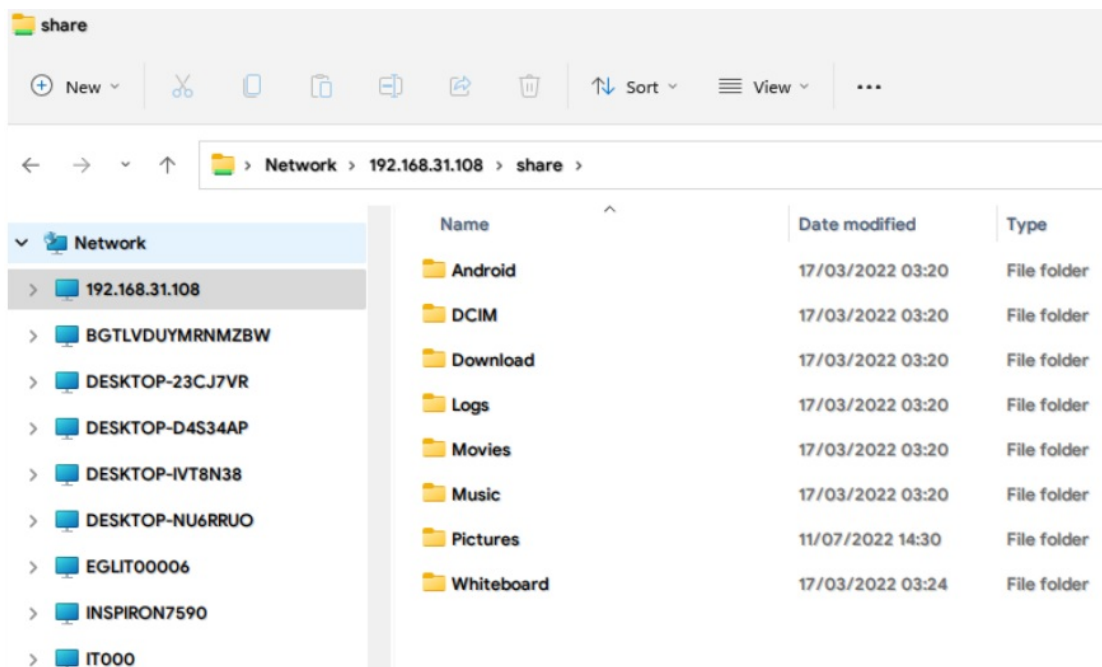 share
New Sort View ...
Network > 192.168.31.108 > share >
Network
192.168.31.108
BGTLVDUYMRNMZBW
DESKTOP-23CJ7VR
DESKTOP-D4S34AP
DESKTOP-IVT8N38
DESKTOP-NU6RRUO
EGLIT00006
INSPIRON7590
IT000
Name Date modified Type
Android 17/03/2022 03:20 File folder
DCIM 17/03/2022 03:20 File folder
Download 17/03/2022 03:20 File folder
Logs 17/03/2022 03:20 File folder
Movies 17/03/2022 03:20 File folder
Music 17/03/2022 03:20 File folder
Pictures 11/07/2022 14:30 File folder
Whiteboard 17/03/2022 03:24 File folder